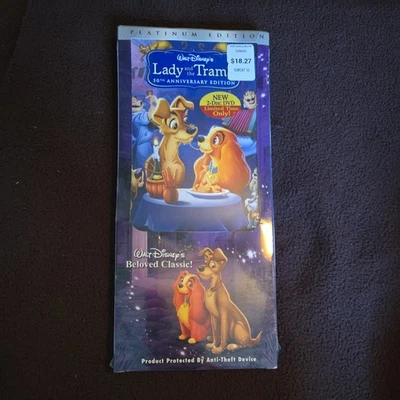 PLATINUM EDITION
Walt Disney's
Lady and the Tram
50TH ANNIVERSARY EDITION
$18.27
NEW
2-Disc DVD
Limited Time
Only!
Walt Disney's
Beloved Classic!
Product Protected By Anti-Theft Device